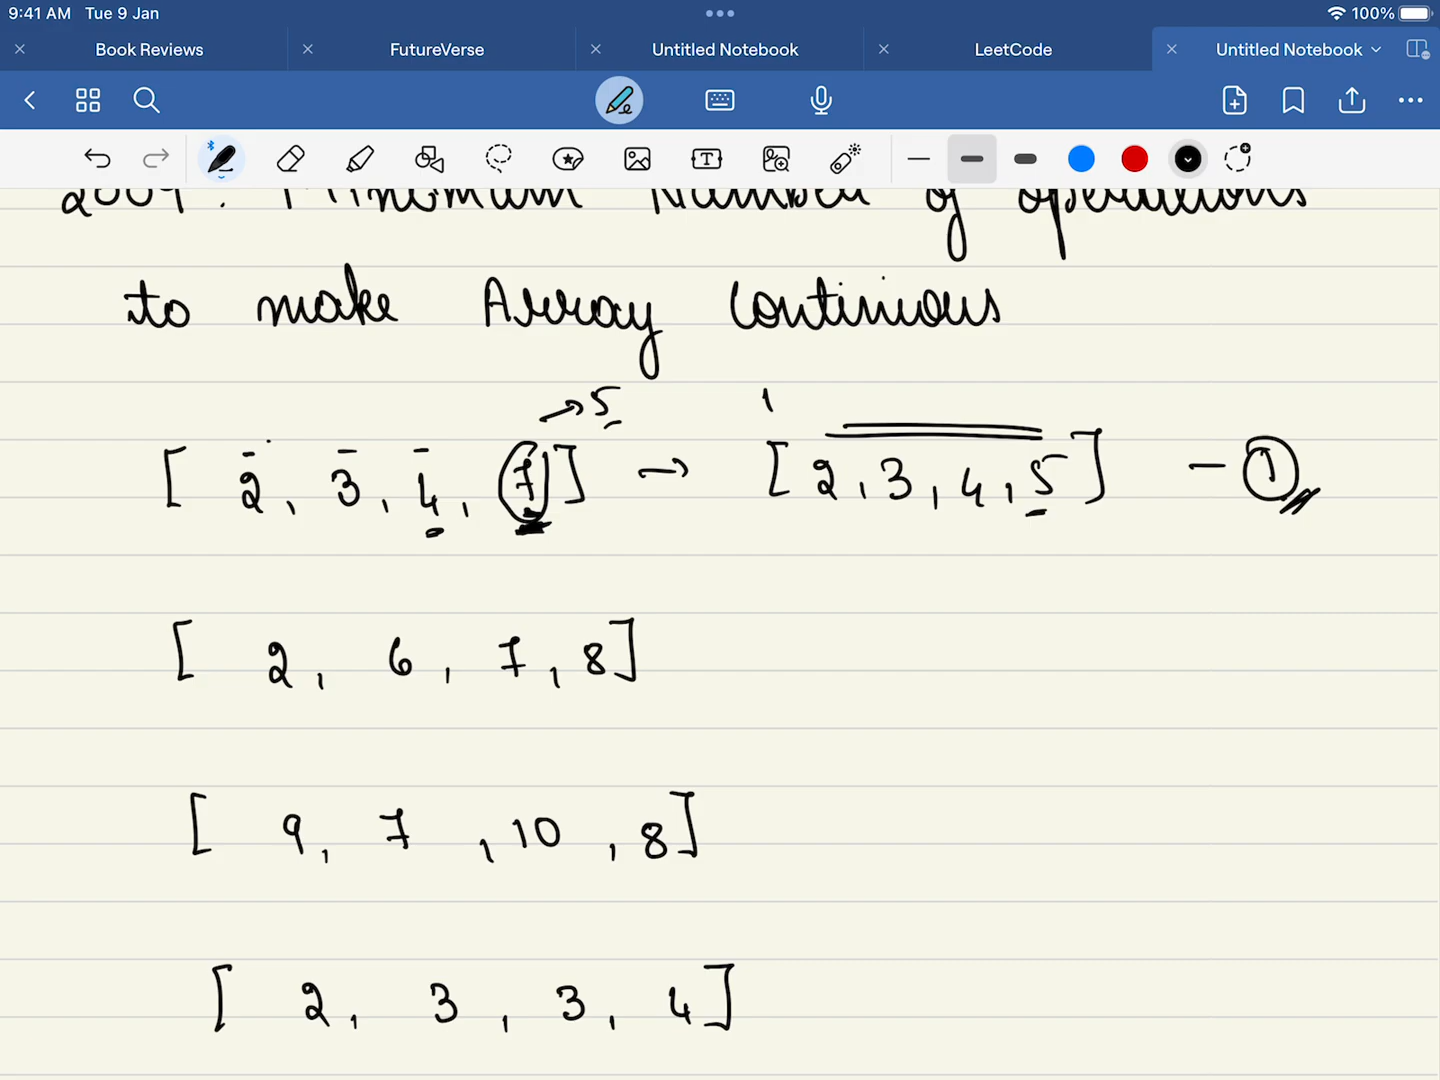 9:41 AM Tue 9 Jan 100%
Book Reviews FutureVerse Untitled Notebook LeetCode Untitled Notebook
2009. Minimum Number of operations
to make Array Continuous
→ 5 1
[ 2, 3, 4, 7 ] → [ 2, 3, 4, 5 ] - 1
[ 2, 6, 7, 8 ]
[ 9, 7, 10, 8 ]
[ 2, 3, 3, 4 ]